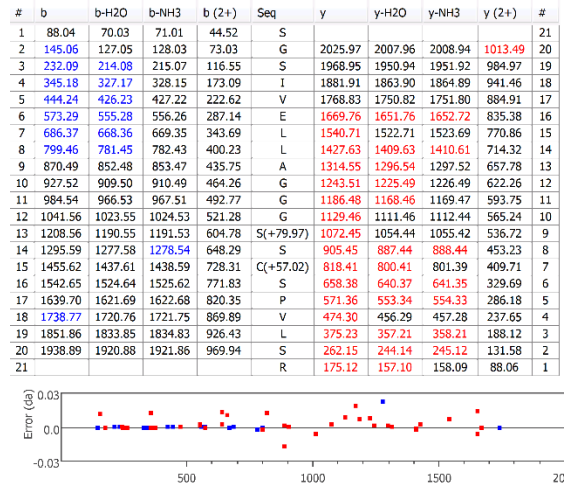 # b b-H2O b-NH3 b (2+) Seq y y-H2O y-NH3 y (2+) #
1 88.04 70.03 71.01 44.52 S 21
2 145.06 127.05 128.03 73.03 G 2025.97 2007.96 2008.94 1013.49 20
3 232.09 214.08 215.07 116.55 S 1968.95 1950.94 1951.92 984.97 19
4 345.18 327.17 328.15 173.09 I 1881.91 1863.90 1864.89 941.46 18
5 444.24 426.23 427.22 222.62 V 1768.83 1750.82 1751.80 884.91 17
6 573.29 555.28 556.26 287.14 E 1669.76 1651.76 1652.72 835.38 16
7 686.37 668.36 669.35 343.69 L 1540.71 1522.71 1523.69 770.86 15
8 799.46 781.45 782.43 400.23 L 1427.63 1409.63 1410.61 714.32 14
9 870.49 852.48 853.47 435.75 A 1314.55 1296.54 1297.52 657.78 13
10 927.52 909.50 910.49 464.26 G 1243.51 1225.49 1226.49 622.26 12
11 984.54 966.53 967.51 492.77 G 1186.48 1168.46 1169.47 593.75 11
12 1041.56 1023.55 1024.53 521.28 G 1129.46 1111.46 1112.44 565.24 10
13 1208.56 1190.55 1191.53 604.78 S(+79.97) 1072.45 1054.44 1055.42 536.72 9
14 1295.59 1277.58 1278.54 648.29 S 905.45 887.44 888.44 453.23 8
15 1455.62 1437.61 1438.59 728.31 C(+57.02) 818.41 800.41 801.39 409.71 7
16 1542.65 1524.64 1525.62 771.83 S 658.38 640.37 641.35 329.69 6
17 1639.70 1621.69 1622.68 820.35 P 571.36 553.34 554.33 286.18 5
18 1738.77 1720.76 1721.75 869.89 V 474.30 456.29 457.28 237.65 4
19 1851.86 1833.85 1834.83 926.43 L 375.23 357.21 358.21 188.12 3
20 1938.89 1920.88 1921.86 969.94 S 262.15 244.14 245.12 131.58 2
21 R 175.12 157.10 158.09 88.06 1
Error (da)
0.03
0.0
-0.03
500 1000 1500 200